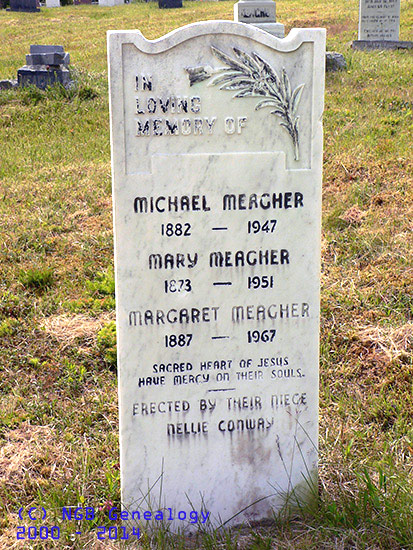 IN
LOVING
MEMORY OF
MICHAEL MEAGHER
1882 — 1947
MARY MEAGHER
1873 — 1951
MARGARET MEAGHER
1887 — 1967
SACRED HEART OF JESUS
HAVE MERCY ON THEIR SOULS.
ERECTED BY THEIR NIECE
NELLIE CONWAY
(C) NGB Genealogy
2000 - 2014